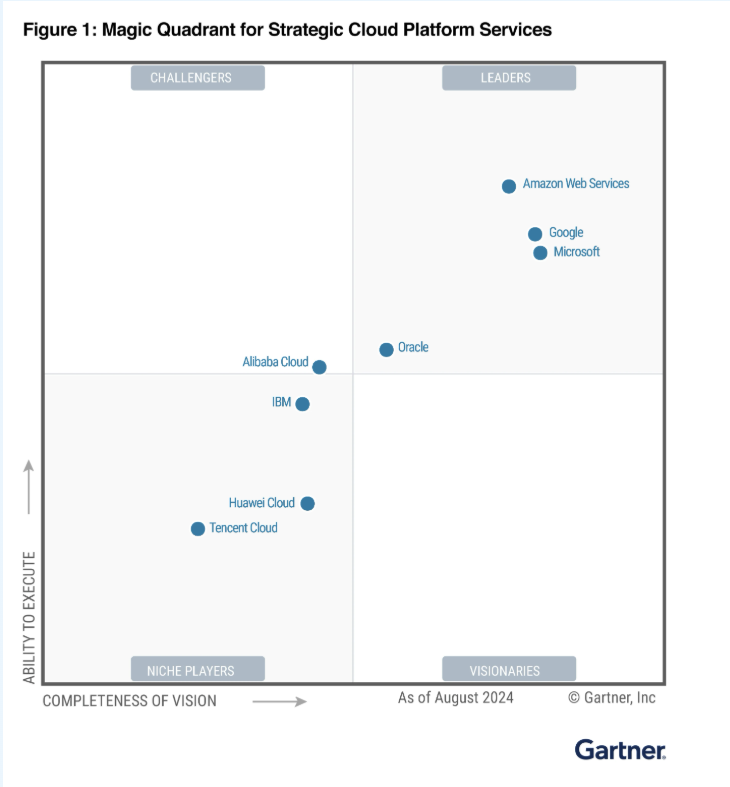 Figure 1: Magic Quadrant for Strategic Cloud Platform Services
CHALLENGERS
LEADERS
Amazon Web Services
Google
Microsoft
Oracle
Alibaba Cloud
IBM
Huawei Cloud
Tencent Cloud
ABILITY TO EXECUTE
NICHE PLAYERS
VISIONARIES
COMPLETENESS OF VISION
As of August 2024
© Gartner, Inc
Gartner®